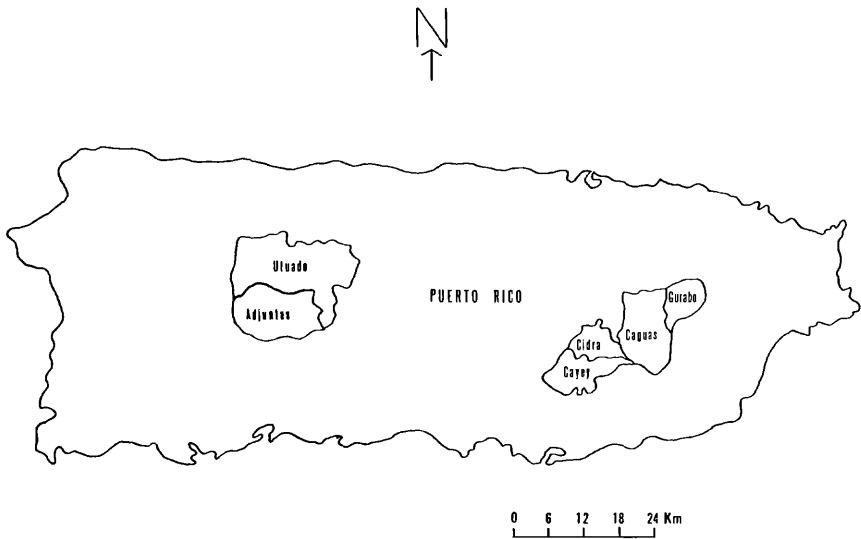 N
Utuado
PUERTO RICO
Gurabo
Adjuntas
Caguas
Cidra
Cayey
0 6 12 18 24 Km